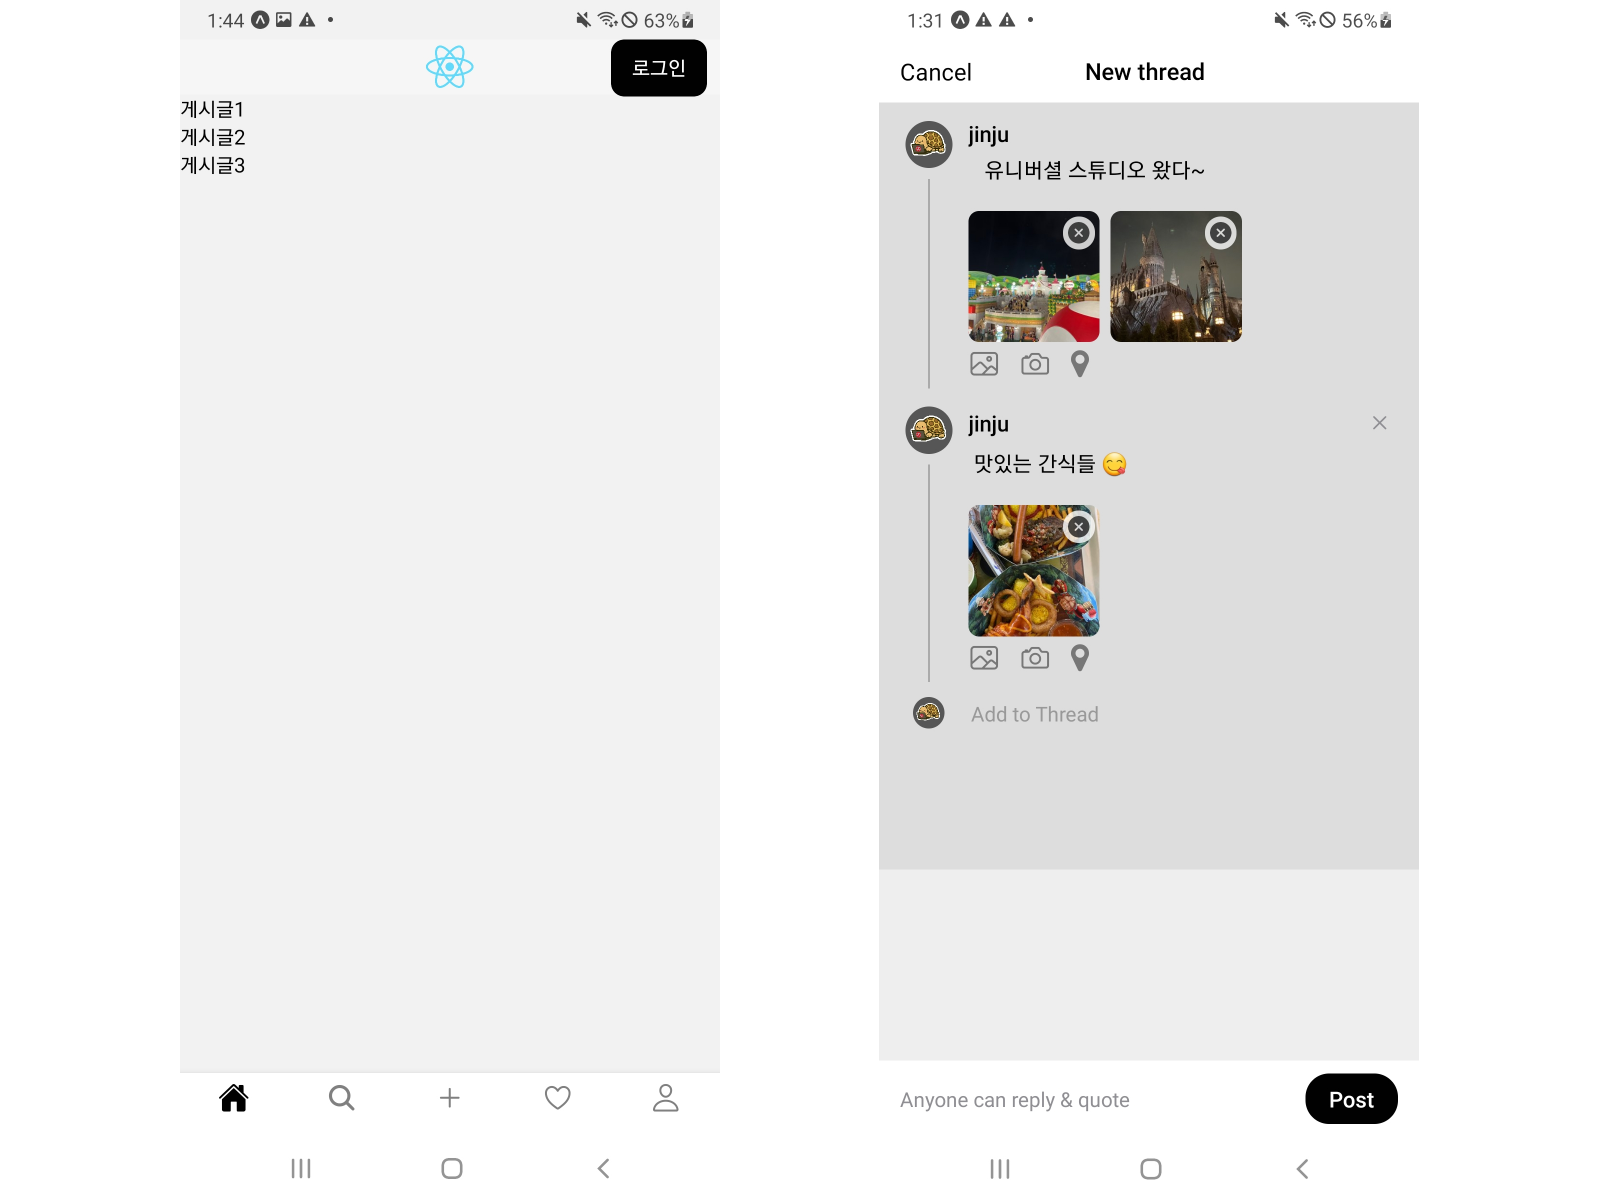 1:44
63%
로그인
게시글1
게시글2
게시글3
1:31
56%
Cancel
New thread
jinju
유니버셜 스튜디오 왔다~
jinju
맛있는 간식들 😋
Add to Thread
Anyone can reply & quote
Post